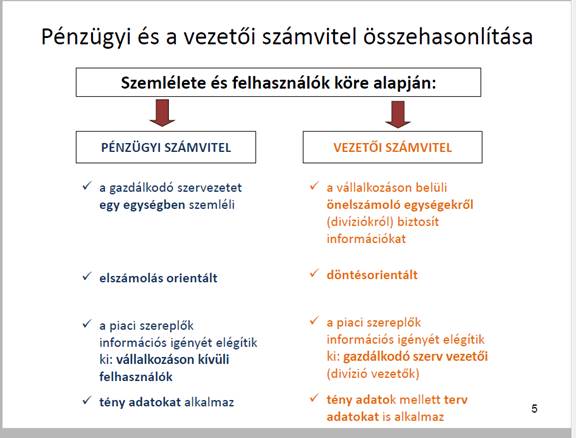 Pénzügyi és a vezetői számvitel összehasonlítása
Szemlélete és felhasználók köre alapján:
PÉNZÜGYI SZÁMVITEL
✓ a gazdálkodó szervezetet
egy egységben szemléli
✓ elszámolás orientált
✓ a piaci szereplők
információs igényét elégítik
ki: vállalkozáson kívüli
felhasználók
✓ tény adatokat alkalmaz
VEZETŐI SZÁMVITEL
✓ a vállalkozáson belüli
önelszámoló egységekről
(divíziókról) biztosít
információkat
✓ döntésorientált
✓ a piaci szereplők
információs igényét elégítik
ki: gazdálkodó szerv vezetői
(divízió vezetők)
✓ tény adatok mellett terv
adatokat is alkalmaz
5